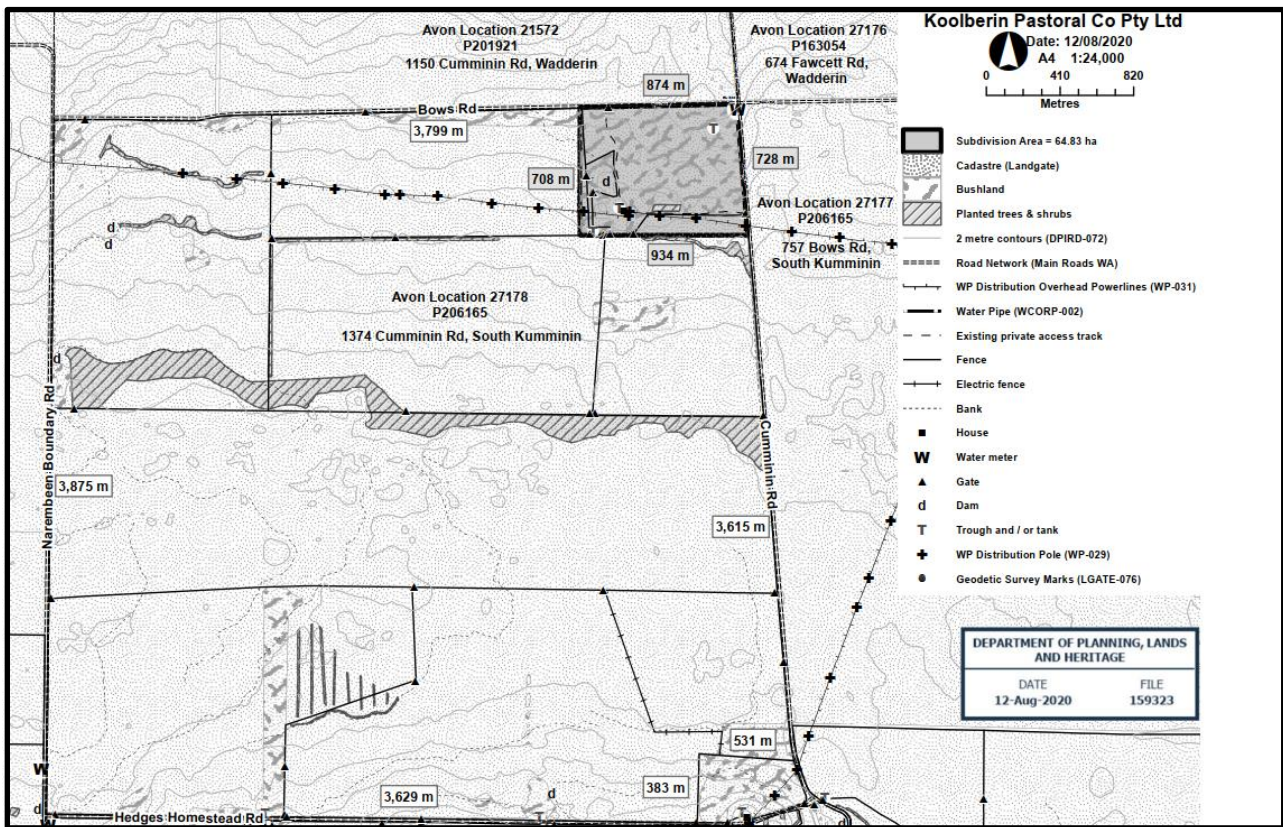 Koolberin Pastoral Co Pty Ltd
Date: 12/08/2020
A4 1:24,000
0 410 820
Metres
Subdivision Area = 64.83 ha
Cadastre (Landgate)
Bushland
Planted trees & shrubs
2 metre contours (DPIRD-072)
Road Network (Main Roads WA)
WP Distribution Overhead Powerlines (WP-031)
Water Pipe (WCORP-002)
Existing private access track
Fence
Electric fence
Bank
House
W Water meter
Gate
d Dam
T Trough and / or tank
WP Distribution Pole (WP-029)
Geodetic Survey Marks (LGATE-076)
DEPARTMENT OF PLANNING, LANDS
AND HERITAGE
DATE FILE
12-Aug-2020 159323
Avon Location 21572
P201921
1150 Cumminin Rd, Wadderin
Avon Location 27176
P163054
674 Fawcett Rd,
Wadderin
874 m
W
Bows Rd
3,799 m
T
728 m
708 m
d
T
Avon Location 27177
P206165
757 Bows Rd,
South Kumminin
934 m
d
d
Avon Location 27178
P206165
1374 Cumminin Rd, South Kumminin
d
Narembeen Boundary Rd
Cumminin Rd
3,875 m
3,615 m
531 m
383 m
W
d
W
3,629 m
Hedges Homestead Rd
T
T
d
T
T
d